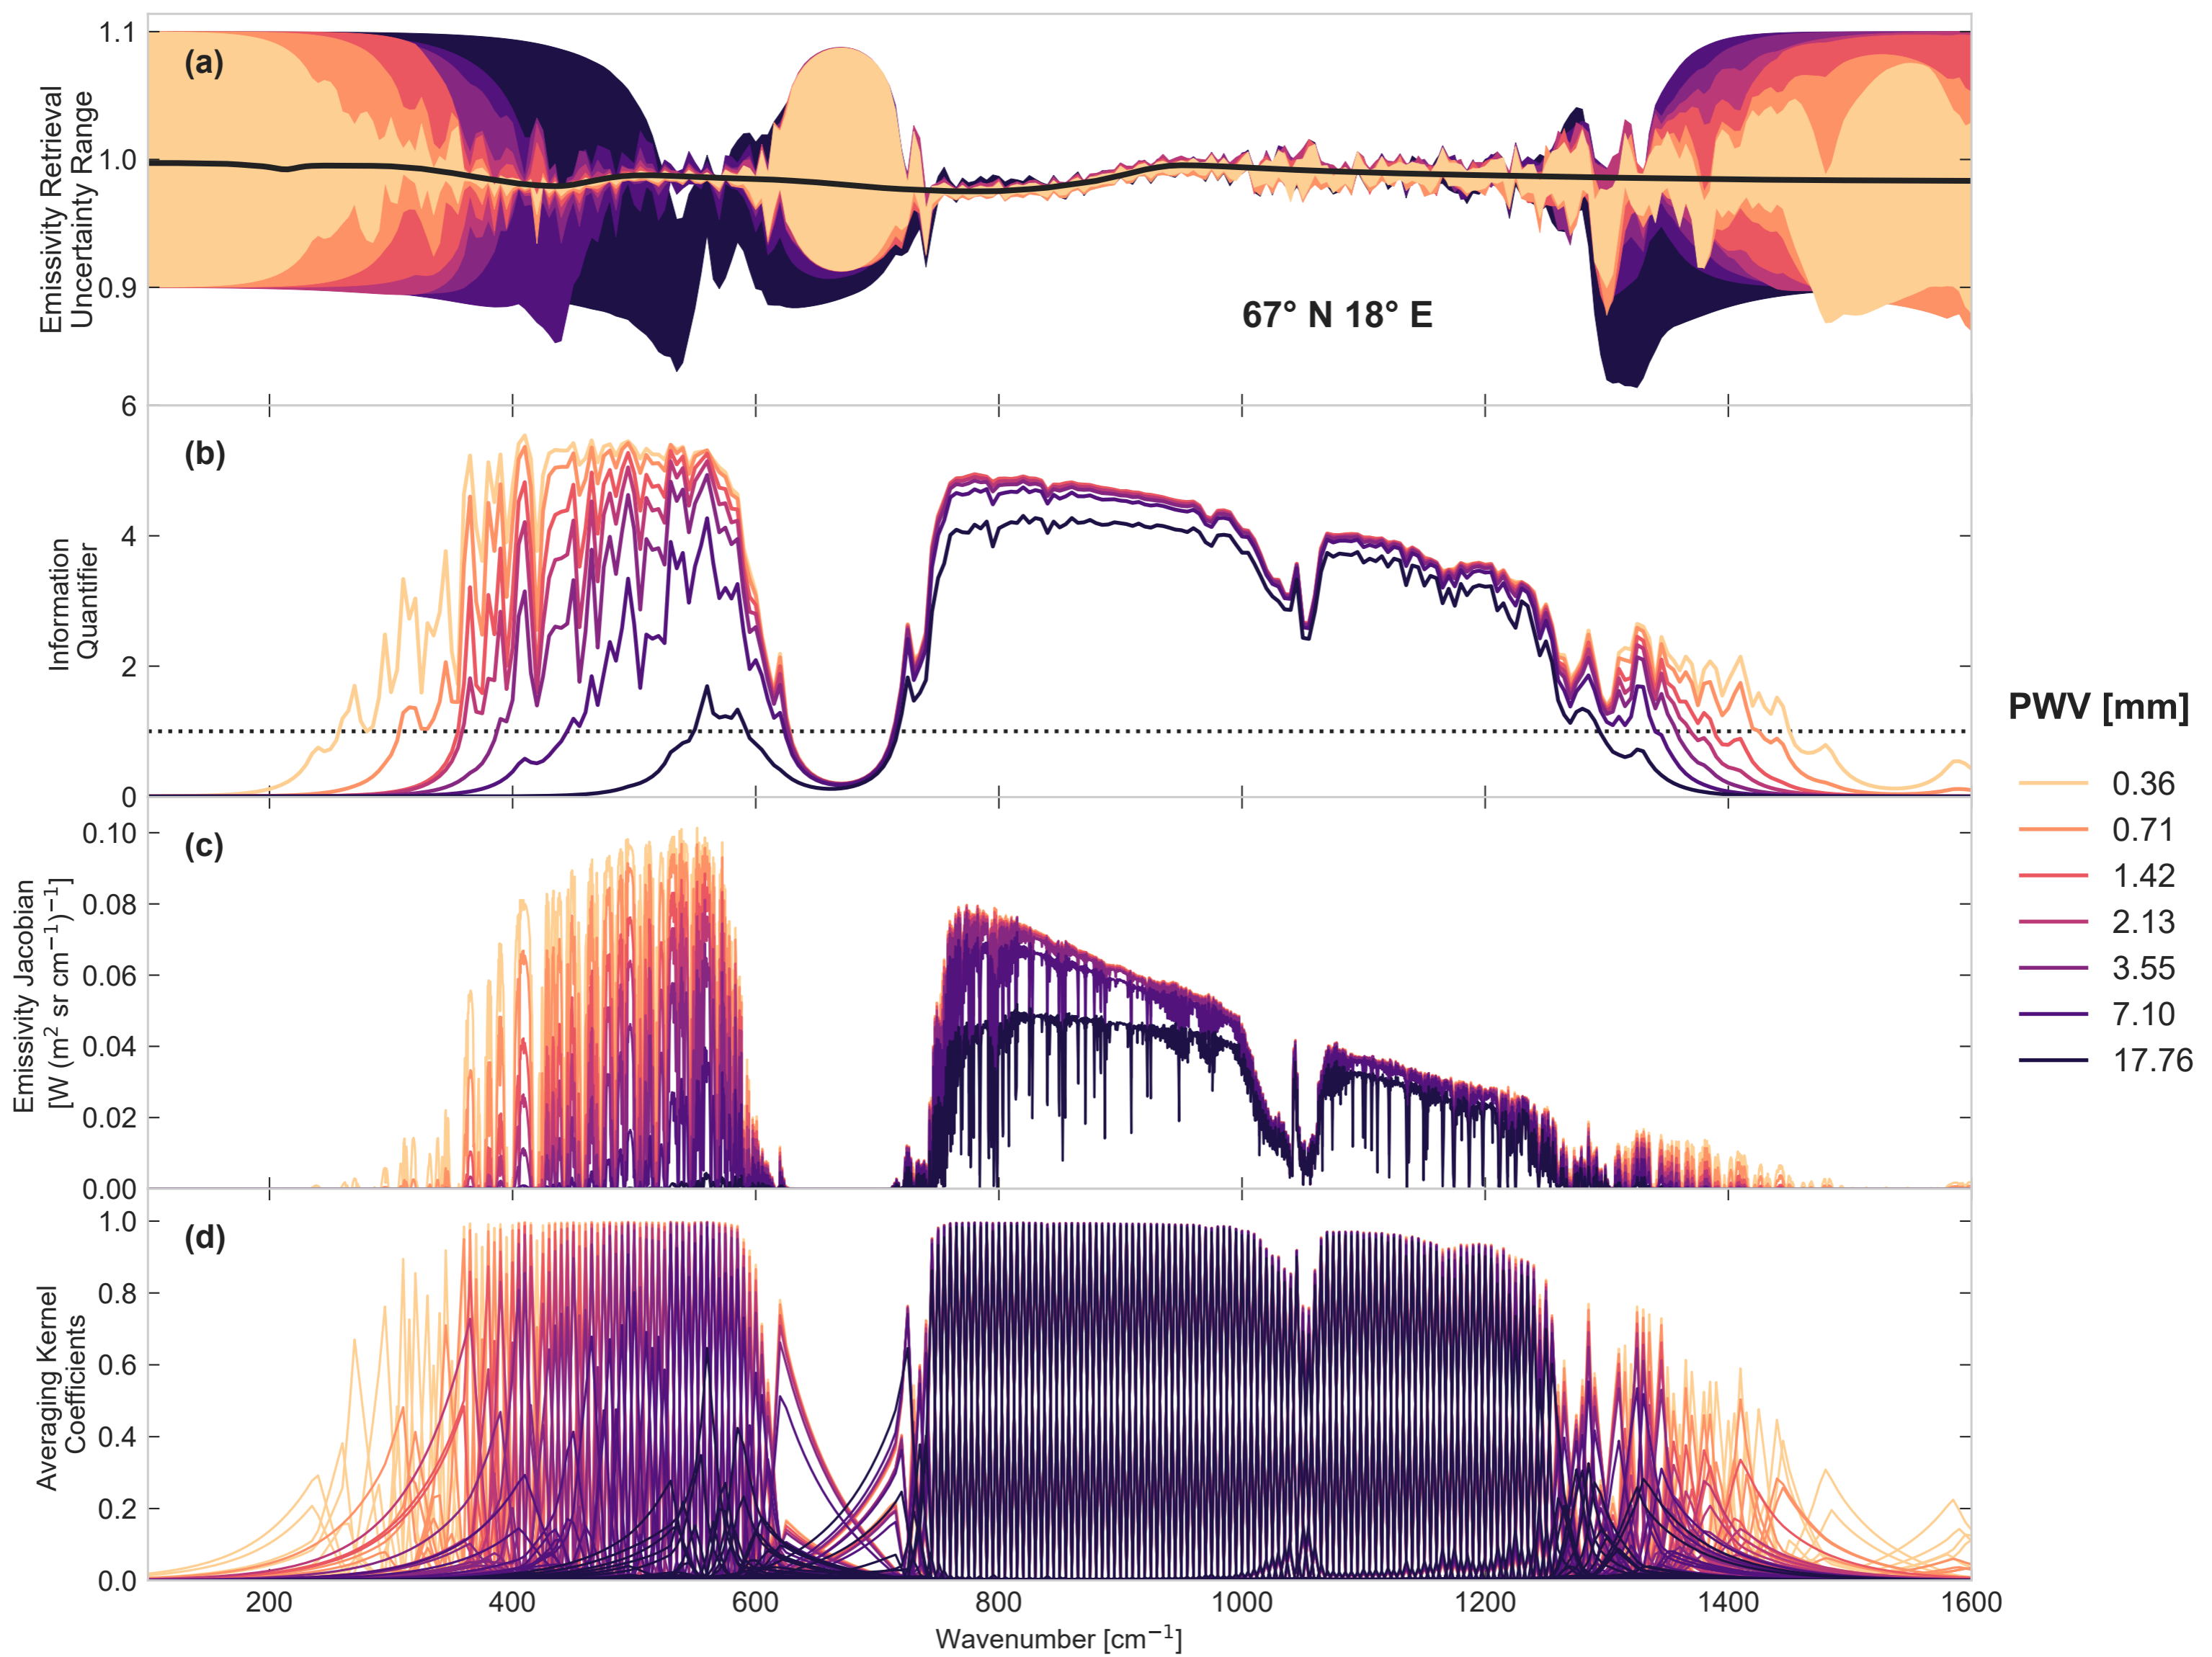 (a)
1.1
1.0
0.9
Emissivity Retrieval
Uncertainty Range
67° N 18° E
(b)
6
4
2
0
Information
Quantifier
(c)
0.10
0.08
0.06
0.04
0.02
0.00
Emissivity Jacobian
[W (m² sr cm⁻¹)⁻¹]
(d)
1.0
0.8
0.6
0.4
0.2
0.0
Averaging Kernel
Coefficients
200 400 600 800 1000 1200 1400 1600
Wavenumber [cm⁻¹]
PWV [mm]
0.36
0.71
1.42
2.13
3.55
7.10
17.76